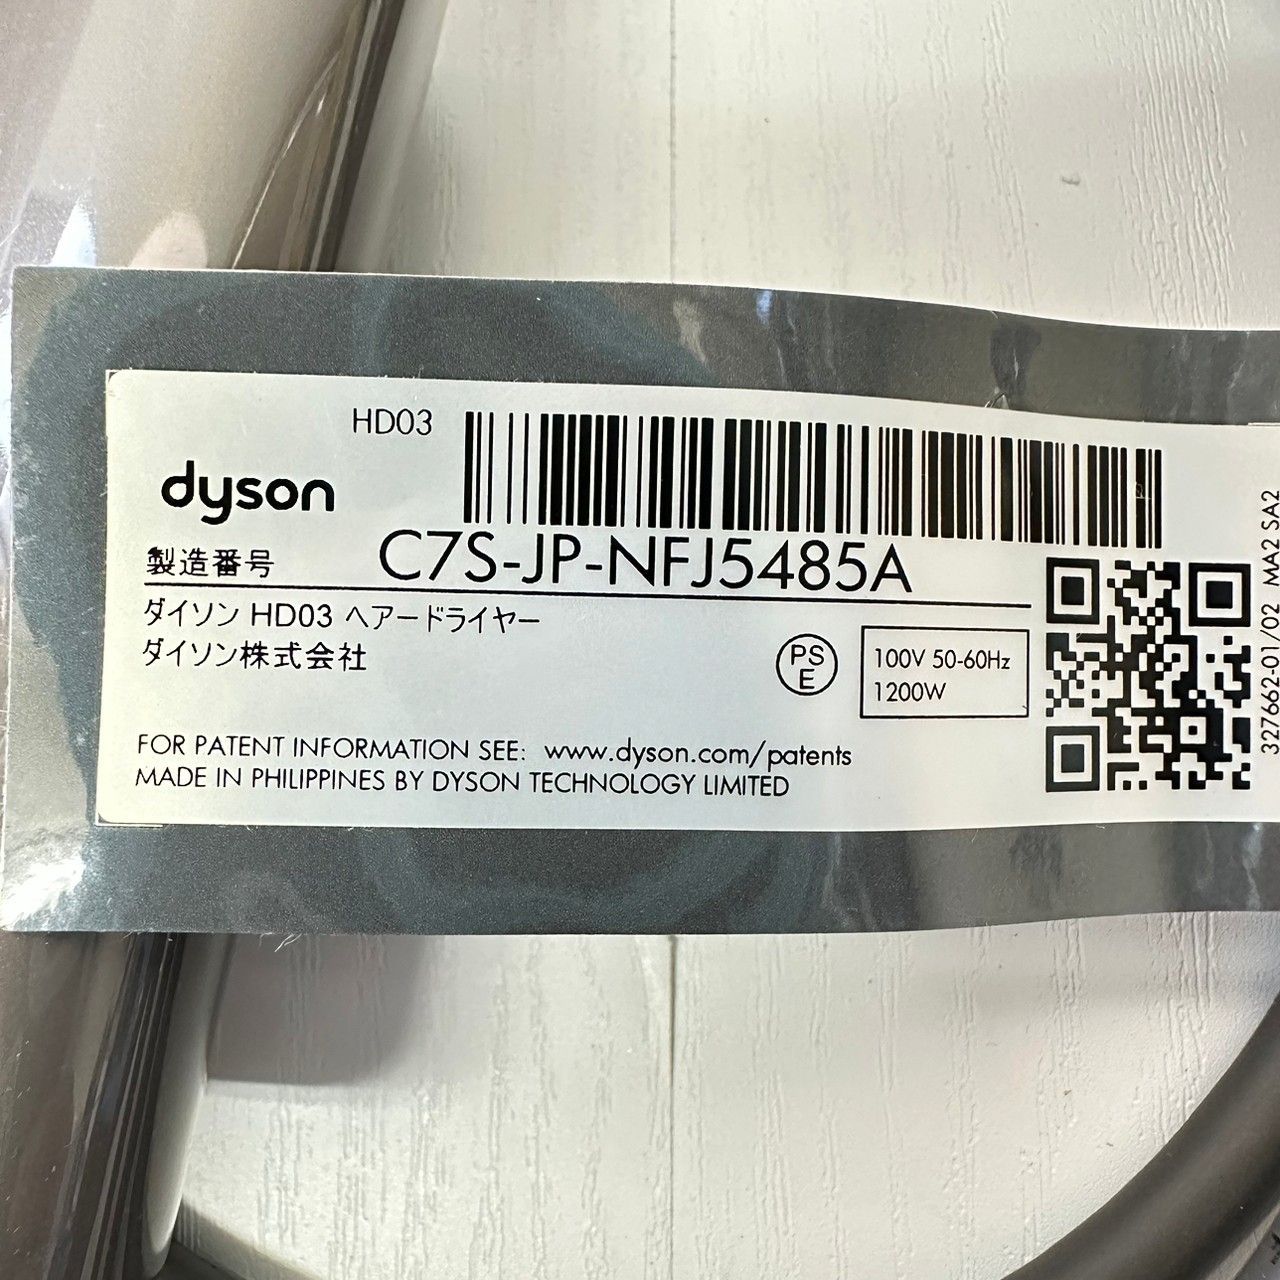 HD03
dyson
製造番号 C7S-JP-NFJ5485A
ダイソン HD03 ヘアードライヤー
ダイソン株式会社
PS
E
100V 50-60Hz
1200W
FOR PATENT INFORMATION SEE: www.dyson.com/patents
MADE IN PHILIPPINES BY DYSON TECHNOLOGY LIMITED
327662-01/02 MA2 SA2